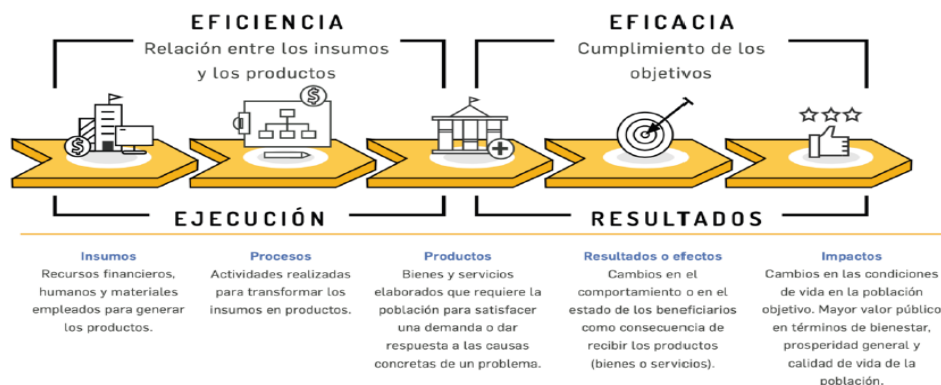 EFICIENCIA
Relación entre los insumos
y los productos
EFICACIA
Cumplimiento de los
objetivos
$
$
EJECUCIÓN
RESULTADOS
Insumos
Recursos financieros,
humanos y materiales
empleados para generar
los productos.
Procesos
Actividades realizadas
para transformar los
insumos en productos.
Productos
Bienes y servicios
elaborados que requiere la
población para satisfacer
una demanda o dar
respuesta a las causas
concretas de un problema.
Resultados o efectos
Cambios en el
comportamiento o en el
estado de los beneficiarios
como consecuencia de
recibir los productos
(bienes o servicios).
Impactos
Cambios en las condiciones
de vida en la población
objetivo. Mayor valor público
en términos de bienestar,
prosperidad general y
calidad de vida de la
población.